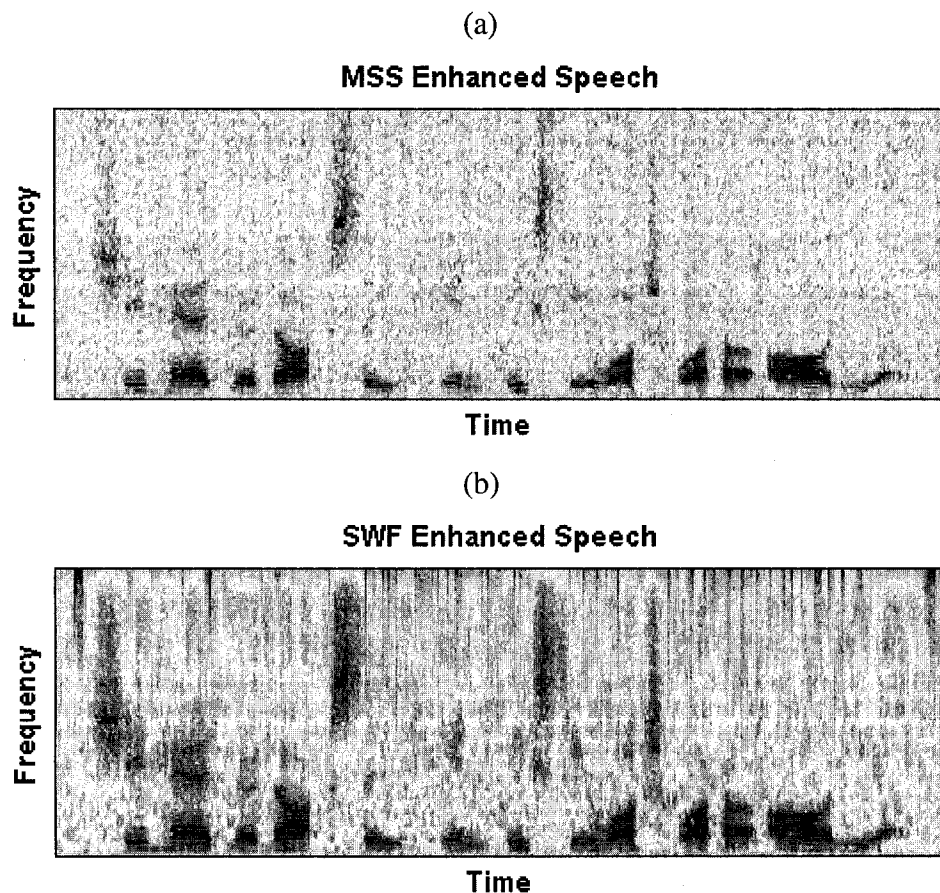 (a)
MSS Enhanced Speech
Frequency
Time
(b)
SWF Enhanced Speech
Frequency
Time